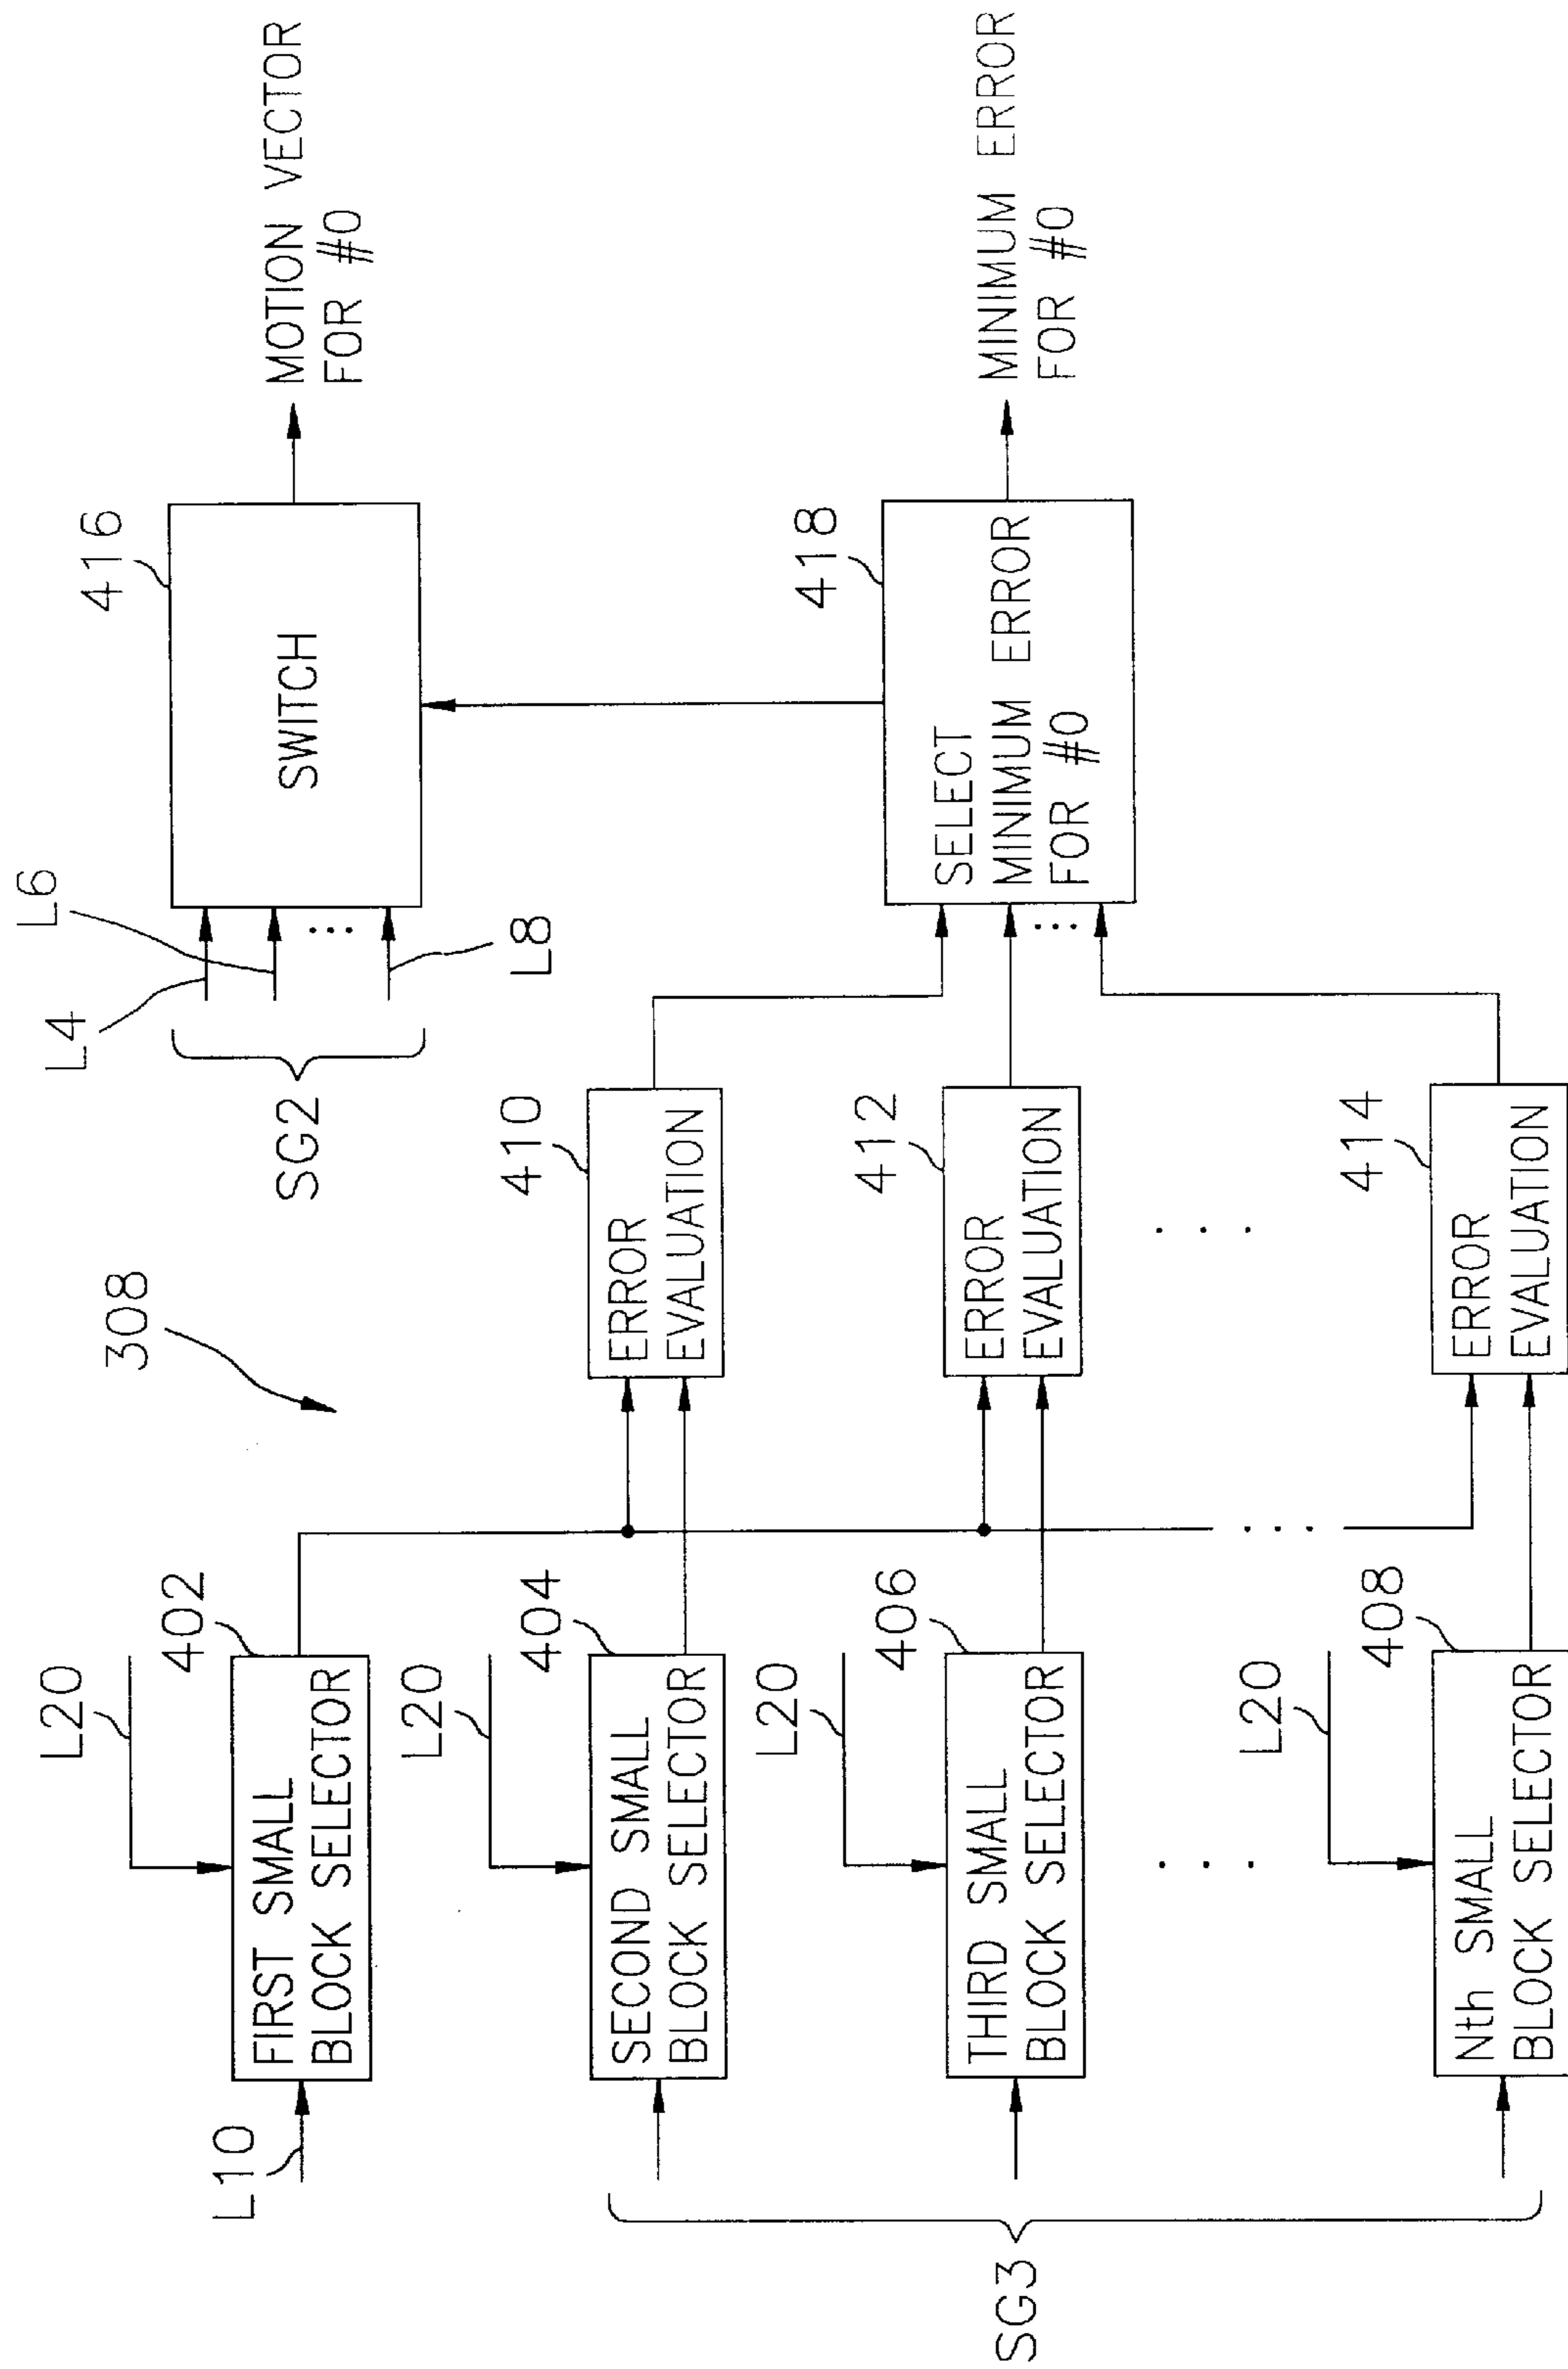 308
L10
L20
402
FIRST SMALL
BLOCK SELECTOR
L20
404
SECOND SMALL
BLOCK SELECTOR
L20
406
THIRD SMALL
BLOCK SELECTOR
. . .
L20
408
Nth SMALL
BLOCK SELECTOR
SG3
. . .
410
ERROR
EVALUATION
412
ERROR
EVALUATION
. . .
414
ERROR
EVALUATION
SG2
L4
L6
...
L8
416
SWITCH
MOTION VECTOR
FOR #0
418
SELECT
MINIMUM ERROR
FOR #0
...
MINIMUM ERROR
FOR #0